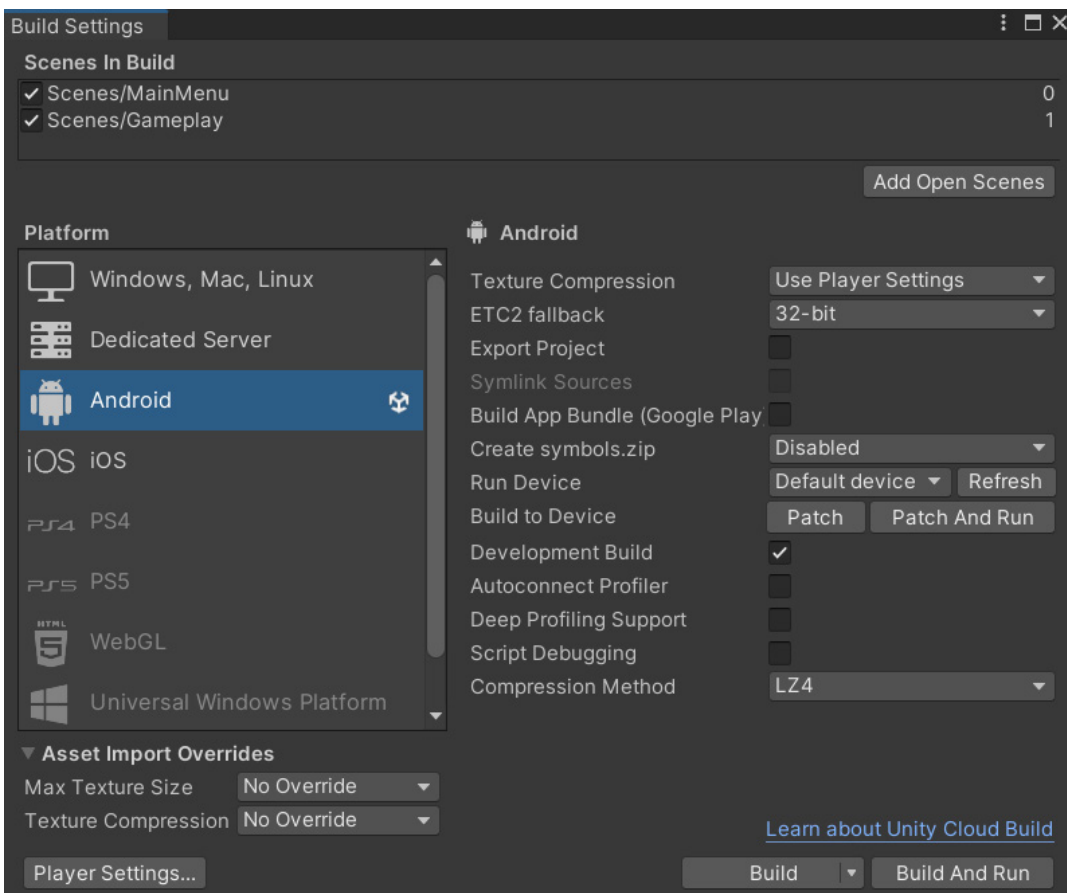 Build Settings
Scenes In Build
Scenes/MainMenu 0
Scenes/Gameplay 1
Add Open Scenes
Platform
Windows, Mac, Linux
Dedicated Server
Android
iOS iOS
PS4 PS4
PS5 PS5
HTML 5 WebGL
Universal Windows Platform
Android
Texture Compression Use Player Settings
ETC2 fallback 32-bit
Export Project
Symlink Sources
Build App Bundle (Google Play
Create symbols.zip Disabled
Run Device Default device Refresh
Build to Device Patch Patch And Run
Development Build
Autoconnect Profiler
Deep Profiling Support
Script Debugging
Compression Method LZ4
Asset Import Overrides
Max Texture Size No Override
Texture Compression No Override
Learn about Unity Cloud Build
Player Settings... Build Build And Run